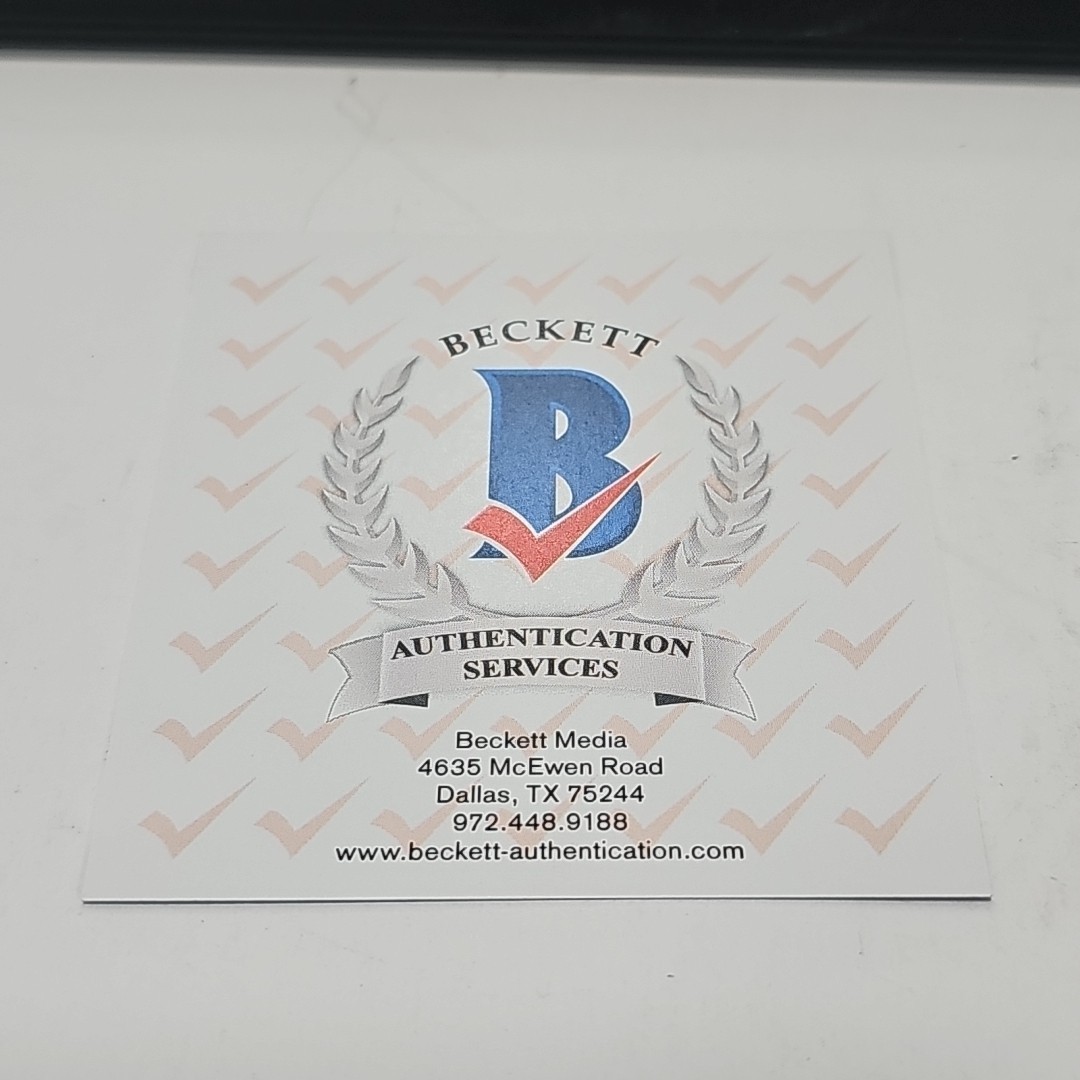 BECKETT
B
AUTHENTICATION
SERVICES
Beckett Media
4635 McEwen Road
Dallas, TX 75244
972.448.9188
www.beckett-authentication.com